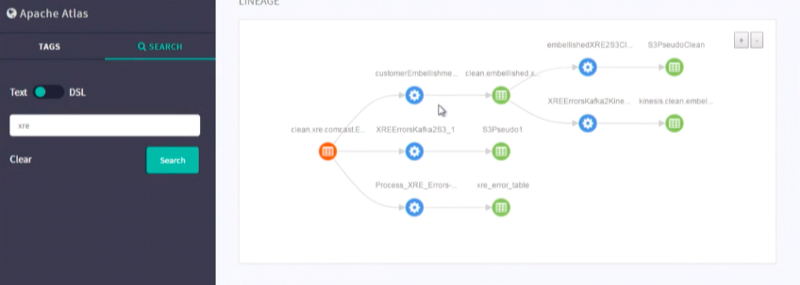 Apache Atlas
TAGS
SEARCH
Text
DSL
xre
Clear
Search
LINEAGE
+
-
embellishedXRE2S3Cl...
S3PseudoClean
customerEmbellishme...
clean.embellished.x...
XREErrorsKafka2Kine...
kinesis.clean.embel...
clean.xre.comcast.E...
XREErrorsKafka2S3_1
S3Pseudo1
Process_XRE_Errors-...
xre_error_table